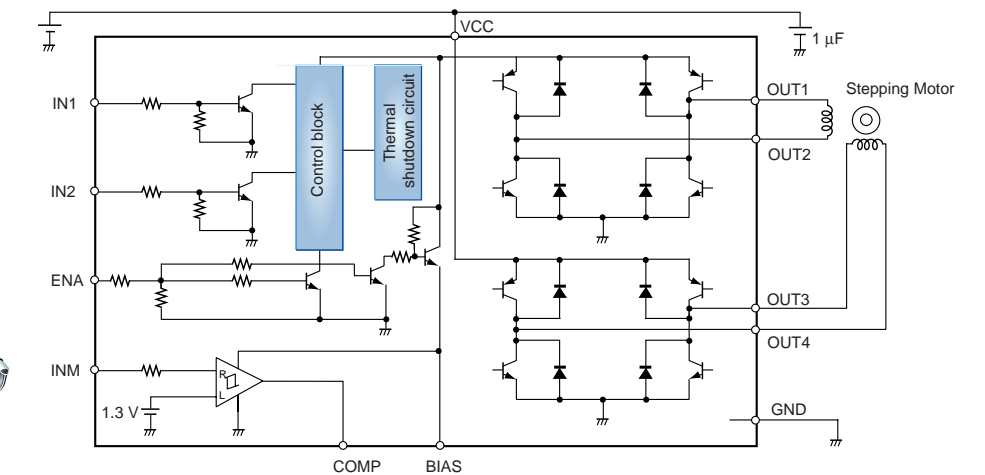 VCC
1 μF
IN1
Control block
Thermal
shutdown circuit
OUT1
Stepping Motor
OUT2
IN2
ENA
OUT3
OUT4
INM
R
L
1.3 V
GND
COMP
BIAS